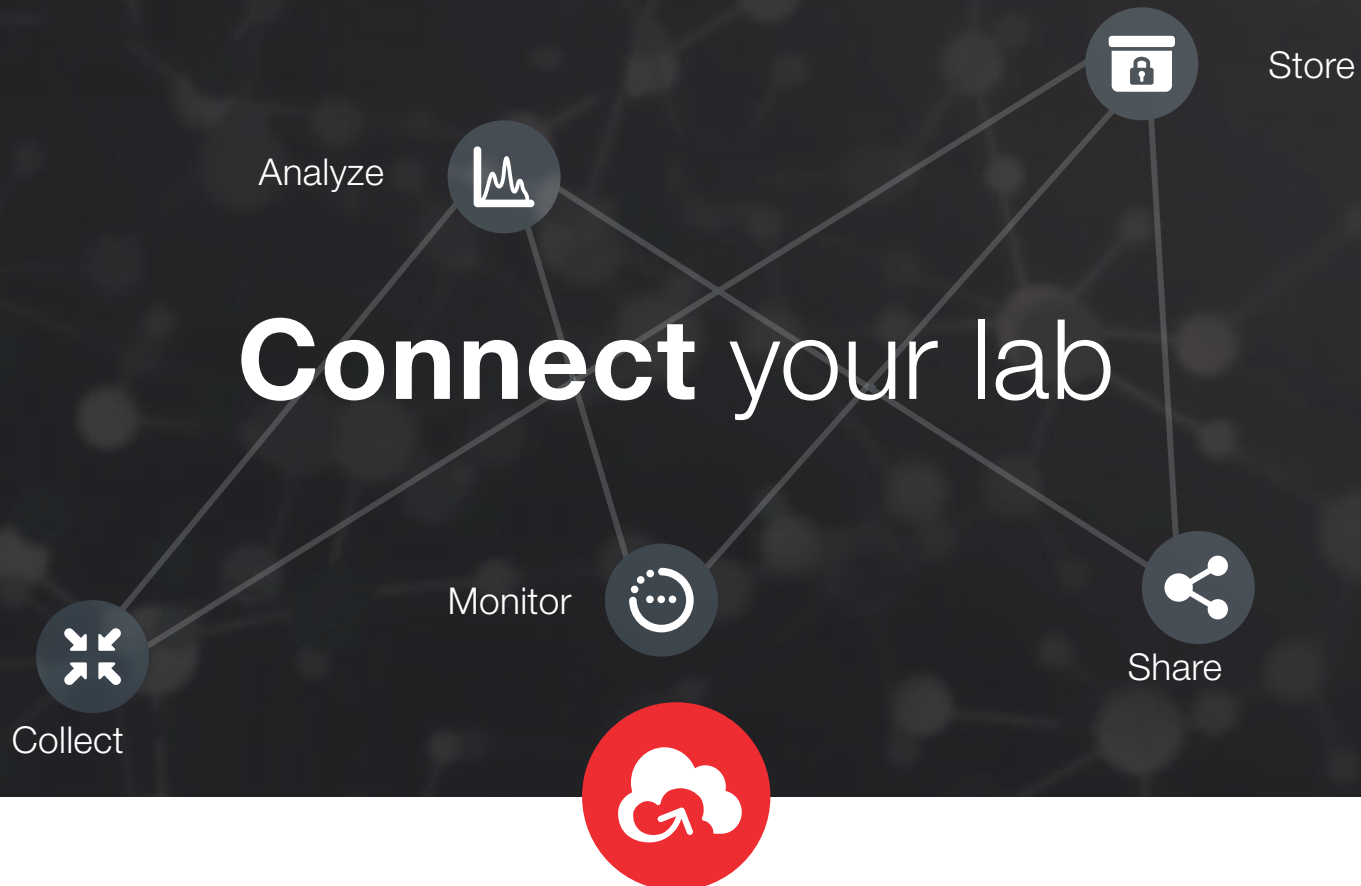 Store
Analyze
Connect your lab
Monitor
Share
Collect